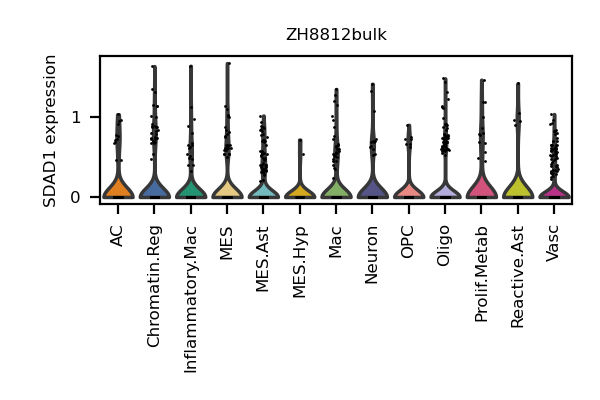 ZH8812bulk
SDAD1 expression
1
0
AC
Chromatin.Reg
Inflammatory.Mac
MES
MES.Ast
MES.Hyp
Mac
Neuron
OPC
Oligo
Prolif.Metab
Reactive.Ast
Vasc